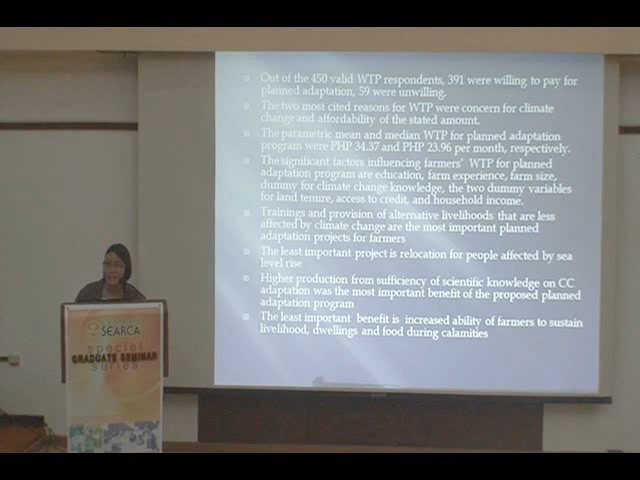 Out of the 450 valid WTP respondents, 391 were willing to pay for
planned adaptation, 59 were unwilling.
The two most cited reasons for WTP were concern for climate
change and affordability of the stated amount.
The parametric mean and median WTP for planned adaptation
program were PHP 34.37 and PHP 23.96 per month, respectively.
The significant factors influencing farmers' WTP for planned
adaptation program are education, farm experience, farm size,
dummy for climate change knowledge, the two dummy variables
for land tenure, access to credit, and household income.
Trainings and provision of alternative livelihoods that are less
affected by climate change are the most important planned
adaptation projects for farmers
The least important project is relocation for people affected by sea
level rise
Higher production from sufficiency of scientific knowledge on CC
adaptation was the most important benefit of the proposed planned
adaptation program
The least important benefit is increased ability of farmers to sustain
livelihood, dwellings and food during calamities
SEARCA
special
GRADUATE SEMINAR
series